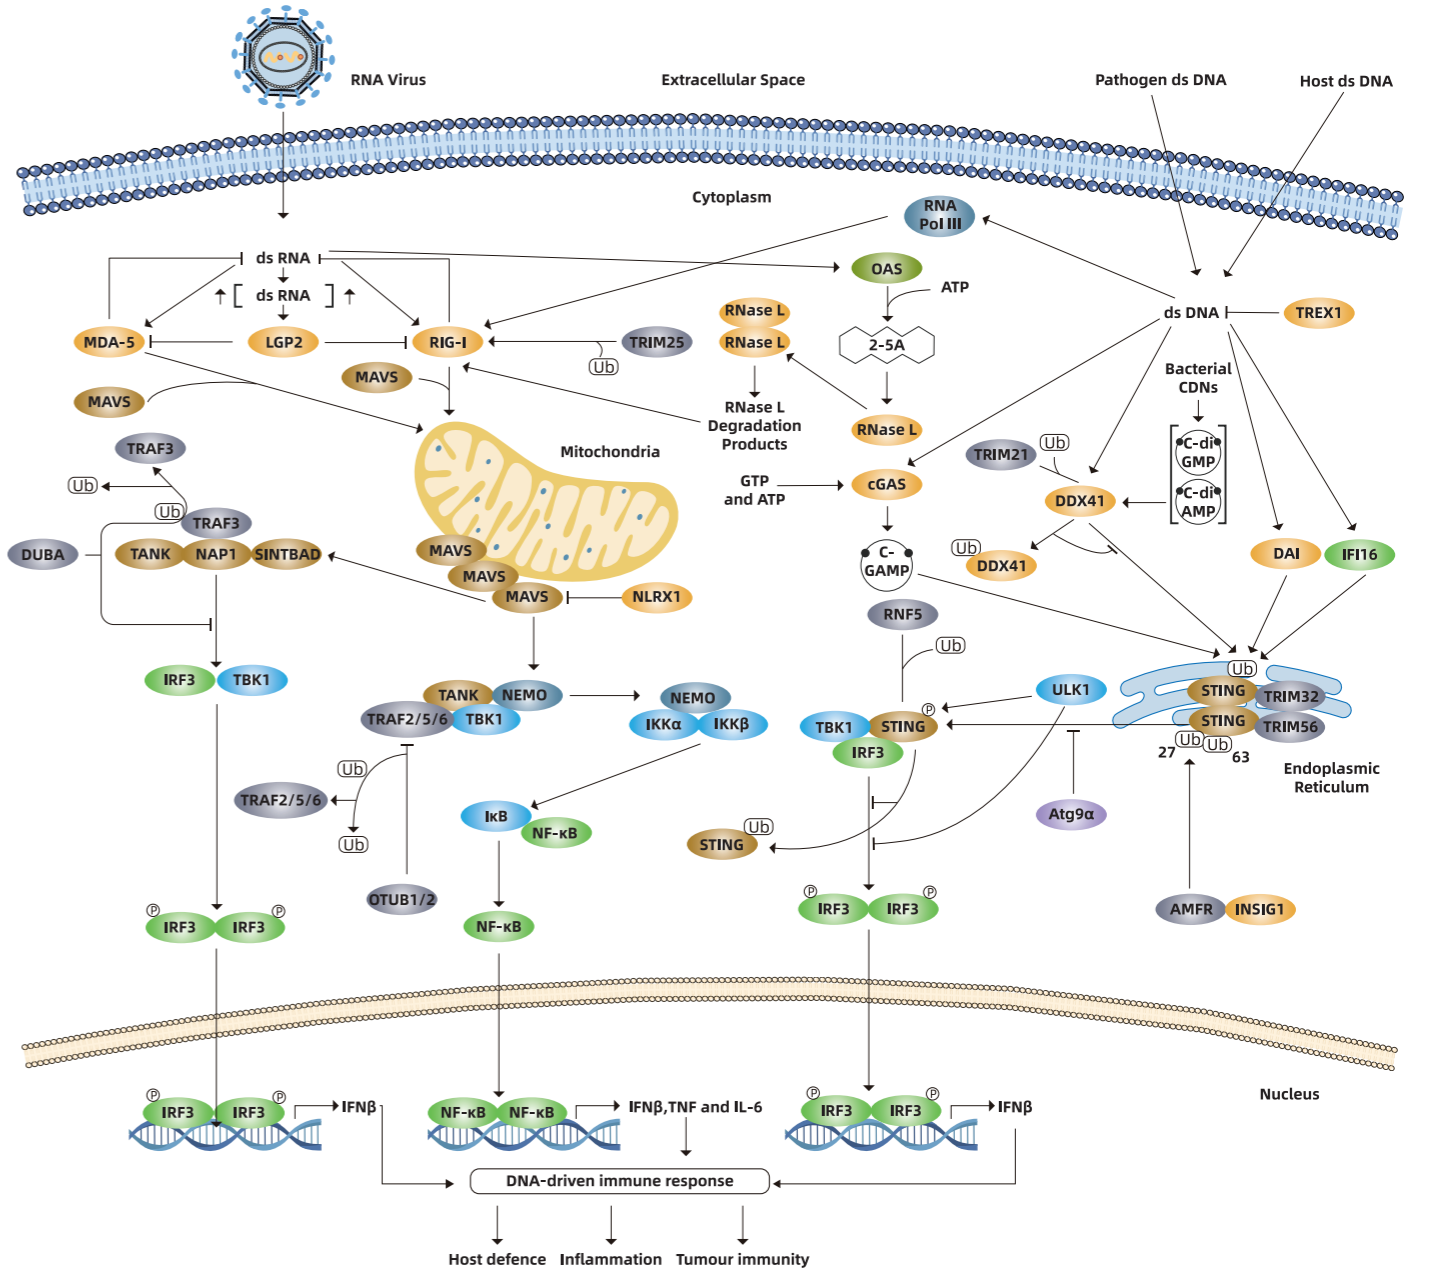 RNA Virus
Extracellular Space
Pathogen ds DNA
Host ds DNA
Cytoplasm
RNA
Pol III
ds RNA
OAS
ds RNA
ATP
RNase L
ds DNA
TREX1
MDA-5
LGP2
RIG-I
TRIM25
RNase L
2-5A
Ub
Bacterial
CDNs
MAVS
MAVS
RNase L
Degradation
Products
RNase L
TRAF3
Mitochondria
TRIM21
Ub
C-di
GMP
Ub
GTP
and ATP
cGAS
DDX41
C-di
AMP
Ub
TRAF3
DUBA
TANK
NAP1
SINTBAD
MAVS
C-
GAMP
Ub
DDX41
DAI
IFI16
MAVS
MAVS
NLRX1
RNF5
Ub
IRF3
TBK1
Ub
TANK
NEMO
NEMO
ULK1
STING
TRIM32
TRAF2/5/6
TBK1
IKKα
IKKβ
TBK1
STING
P
STING
TRIM56
IRF3
27
Ub
Ub
63
Endoplasmic
Reticulum
Ub
TRAF2/5/6
IκB
Atg9α
NF-κB
Ub
STING
Ub
OTUB1/2
P
IRF3
IRF3
P
NF-κB
P
IRF3
IRF3
P
AMFR
INSIG1
Nucleus
P
IRF3
IRF3
P
IFNβ
NF-κB
NF-κB
IFNβ,TNF and IL-6
P
IRF3
IRF3
P
IFNβ
DNA-driven immune response
Host defence
Inflammation
Tumour immunity